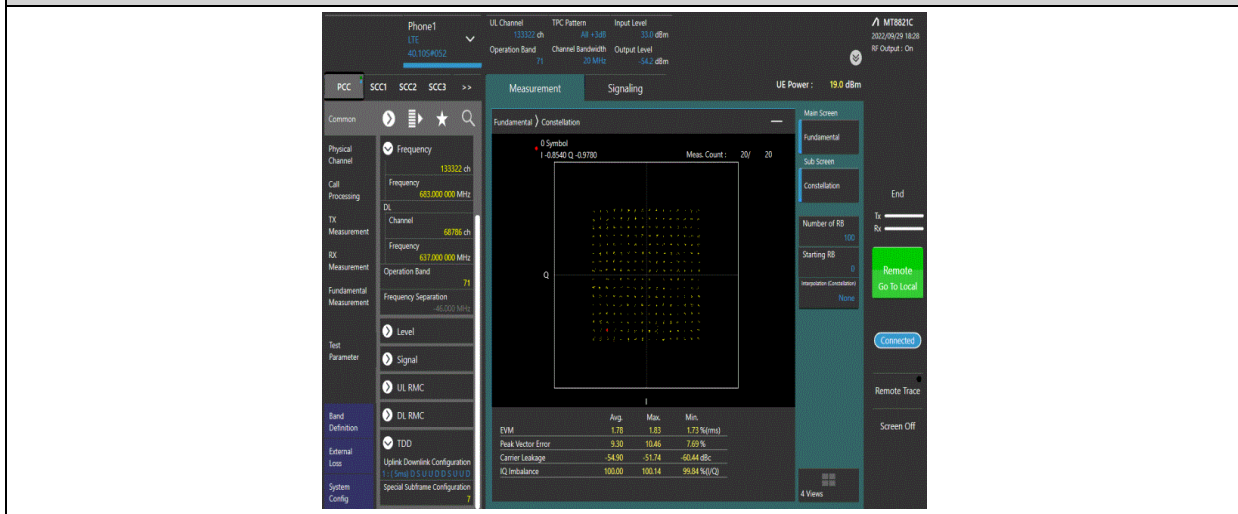 Phone1
LTE
40.10S#052
UL Channel TPC Pattern Input Level
133322 ch All +3dB 33.0 dBm
Operation Band Channel Bandwidth Output Level
71 20 MHz -54.2 dBm
MT8821C
2022/09/29 18:28
RF Output : On
PCC SCC1 SCC2 SCC3 >>
Measurement Signaling
UE Power : 19.0 dBm
Common
Physical
Channel
Call
Processing
TX
Measurement
RX
Measurement
Fundamental
Measurement
Test
Parameter
Band
Definition
External
Loss
System
Config
Frequency
133322 ch
Frequency
683.000 000 MHz
DL
Channel
68786 ch
Frequency
637.000 000 MHz
Operation Band
71
Frequency Separation
-46.000 MHz
Level
Signal
UL RMC
DL RMC
TDD
Uplink Downlink Configuration
1 : ( 5ms) D S U U D D S U U D
Special Subframe Configuration
7
Fundamental 〉 Constellation
0 Symbol
I -0.8540 Q -0.9780
Meas. Count : 20/ 20
Q
I
Avg. Max. Min.
EVM 1.78 1.83 1.73 %(rms)
Peak Vector Error 9.30 10.46 7.69 %
Carrier Leakage -54.90 -51.74 -60.44 dBc
IQ Imbalance 100.00 100.14 99.84 %(I/Q)
Main Screen
Fundamental
Sub Screen
Constellation
Number of RB
100
Starting RB
0
Interpolation (Constellation)
None
4 Views
End
Tx
Rx
Remote
Go To Local
Connected
Remote Trace
Screen Off